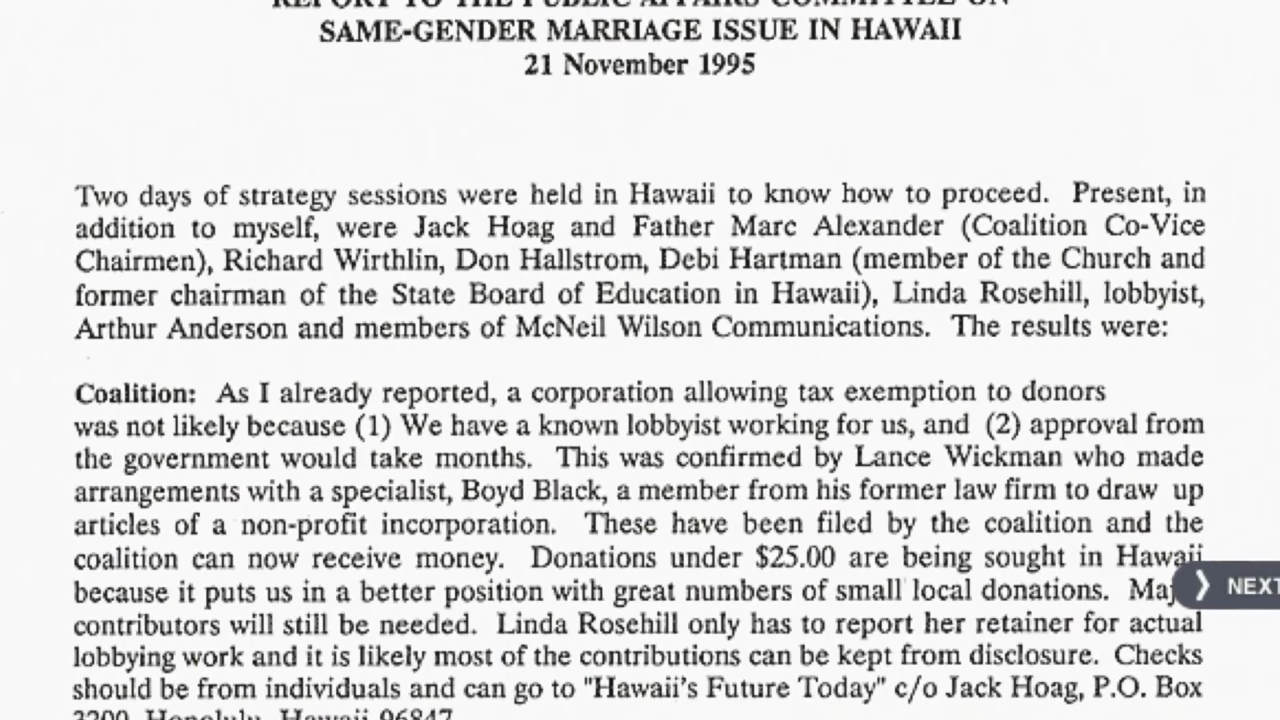 REPORT TO THE PUBLIC AFFAIRS COMMITTEE ON
SAME-GENDER MARRIAGE ISSUE IN HAWAII
21 November 1995
Two days of strategy sessions were held in Hawaii to know how to proceed. Present, in
addition to myself, were Jack Hoag and Father Marc Alexander (Coalition Co-Vice
Chairmen), Richard Wirthlin, Don Hallstrom, Debi Hartman (member of the Church and
former chairman of the State Board of Education in Hawaii), Linda Rosehill, lobbyist,
Arthur Anderson and members of McNeil Wilson Communications. The results were:
Coalition: As I already reported, a corporation allowing tax exemption to donors
was not likely because (1) We have a known lobbyist working for us, and (2) approval from
the government would take months. This was confirmed by Lance Wickman who made
arrangements with a specialist, Boyd Black, a member from his former law firm to draw up
articles of a non-profit incorporation. These have been filed by the coalition and the
coalition can now receive money. Donations under $25.00 are being sought in Hawaii
because it puts us in a better position with great numbers of small local donations. Maj
NEXT
contributors will still be needed. Linda Rosehill only has to report her retainer for actual
lobbying work and it is likely most of the contributions can be kept from disclosure. Checks
should be from individuals and can go to "Hawaii's Future Today" c/o Jack Hoag, P.O. Box
3200, Honolulu, Hawaii 96847